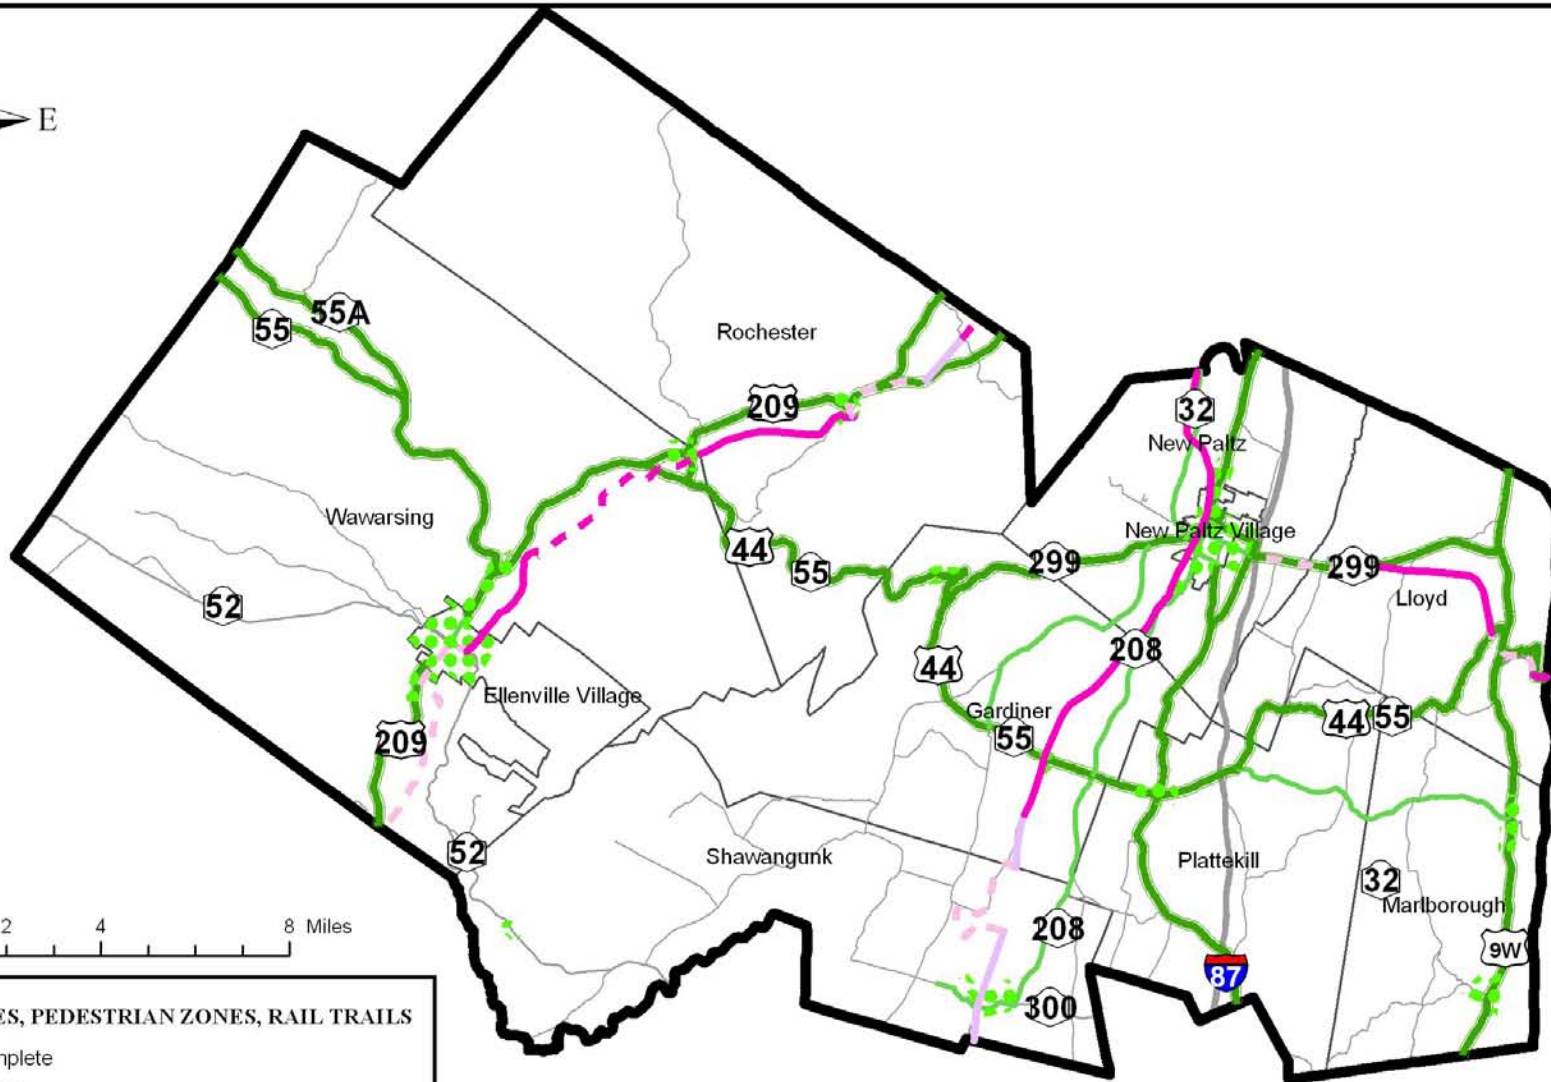 E
55A
55
Rochester
209
32
New Paltz
Wawarsing
New Paltz Village
44
55
299
299
52
Lloyd
208
44
Ellenville Village
Gardiner
55
44
55
209
52
Shawangunk
Plattekill
32
Marlborough
208
9W
2 4 8 Miles
87
300
ES, PEDESTRIAN ZONES, RAIL TRAILS
nplete